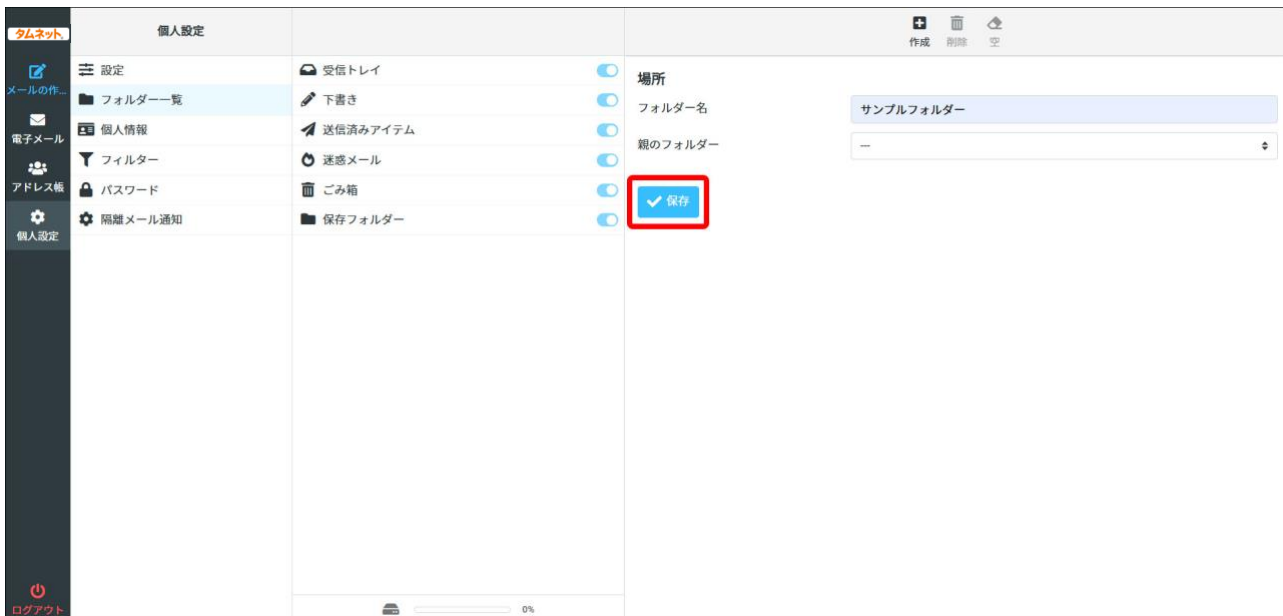 タムネット.
メールの作...
電子メール
アドレス帳
個人設定
ログアウト
個人設定
設定
フォルダー一覧
個人情報
フィルター
パスワード
隔離メール通知
受信トレイ
下書き
送信済みアイテム
迷惑メール
ごみ箱
保存フォルダー
0%
作成
削除
空
場所
フォルダー名
サンプルフォルダー
親のフォルダー
---
保存